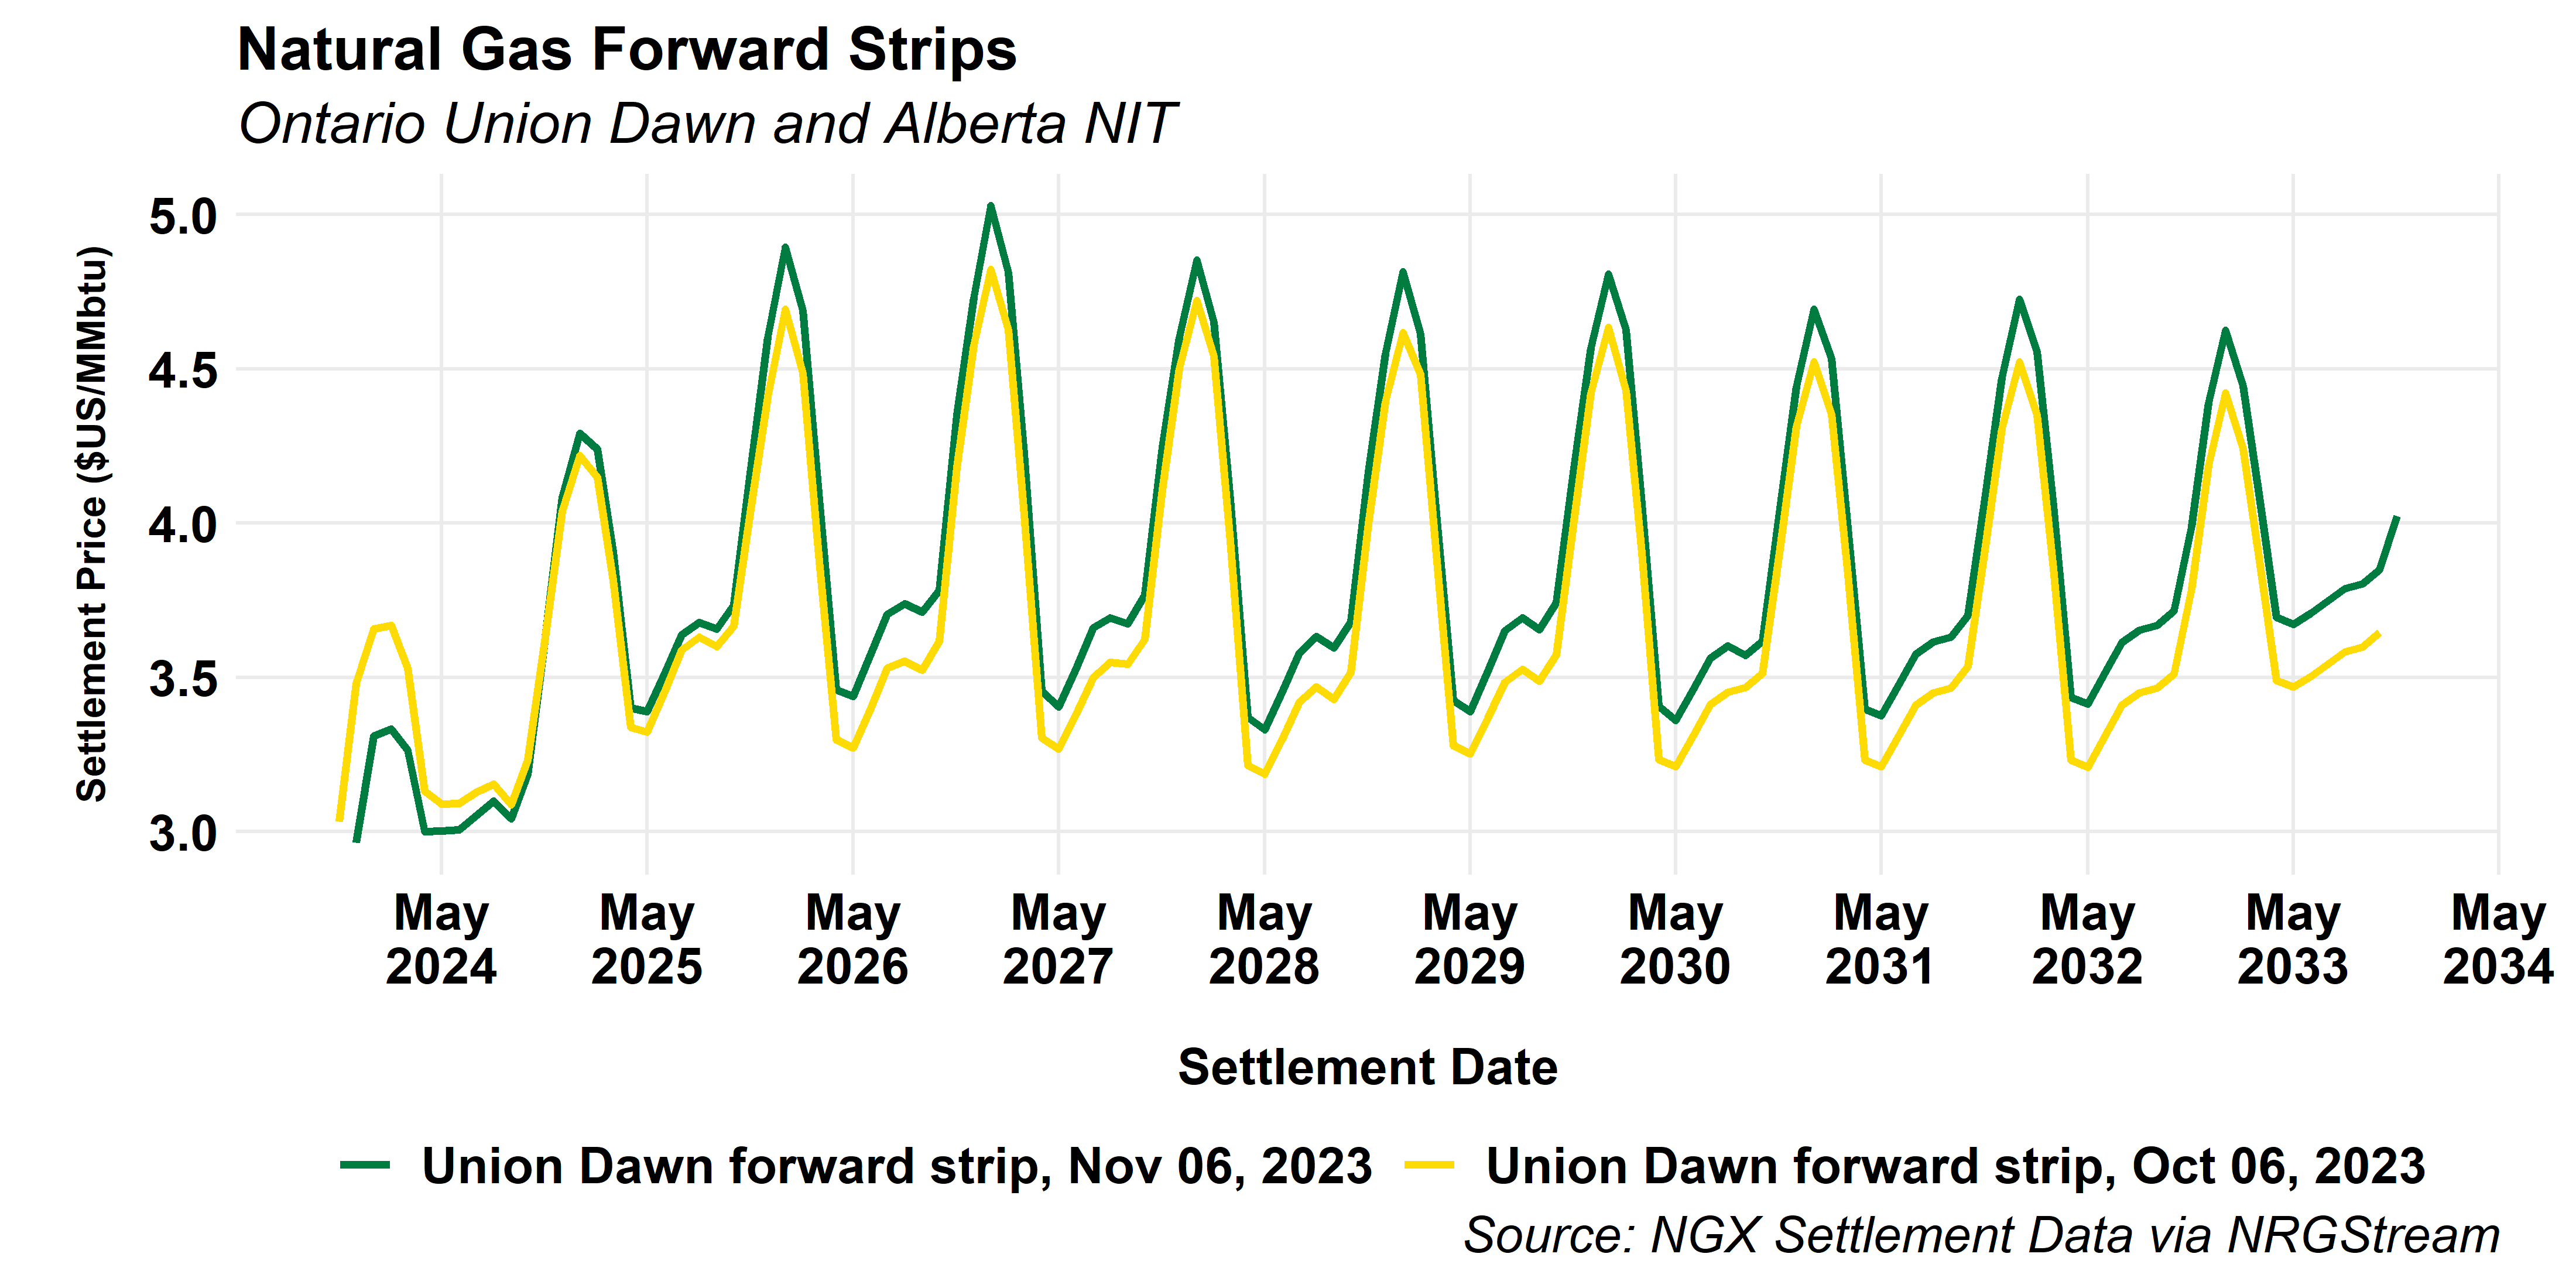 Natural Gas Forward Strips
Ontario Union Dawn and Alberta NIT
Settlement Price ($US/MMbtu)
5.0
4.5
4.0
3.5
3.0
May 2024
May 2025
May 2026
May 2027
May 2028
May 2029
May 2030
May 2031
May 2032
May 2033
May 2034
Settlement Date
Union Dawn forward strip, Nov 06, 2023
Union Dawn forward strip, Oct 06, 2023
Source: NGX Settlement Data via NRGStream